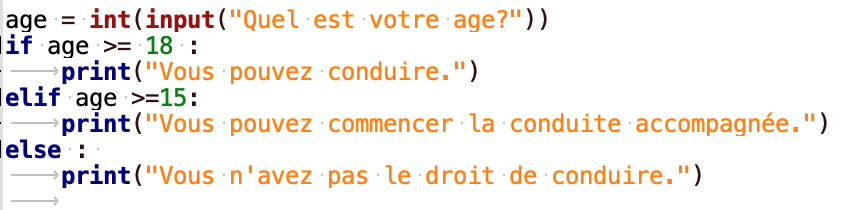 age = int(input("Quel est votre age?"))
if age >= 18 :
print("Vous pouvez conduire.")
elif age >=15:
print("Vous pouvez commencer la conduite accompagnée.")
else :
print("Vous n'avez pas le droit de conduire.")